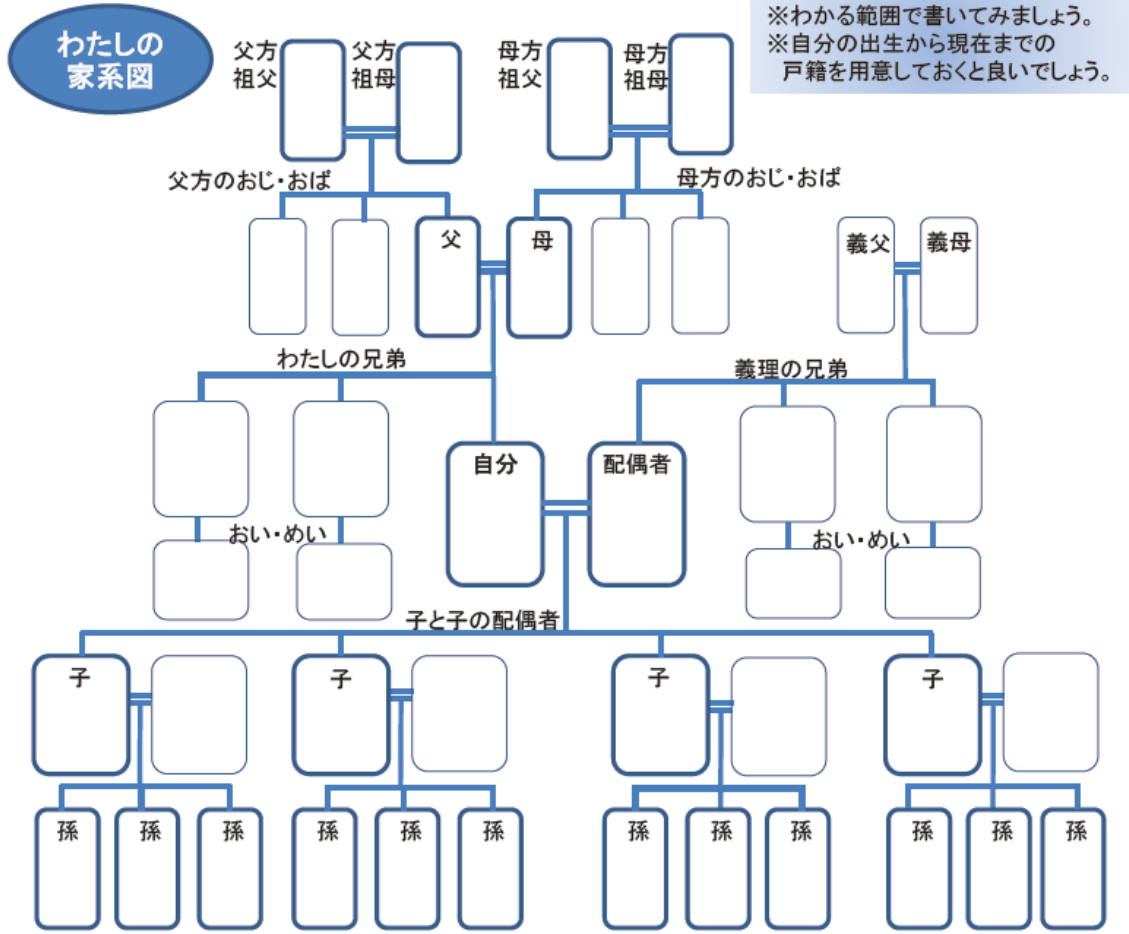 わたしの
家系図
父方
祖父
父方
祖母
母方
祖父
母方
祖母
※わかる範囲で書いてみましょう。
※自分の出生から現在までの
戸籍を用意しておくと良いでしょう。
父方のおじ・おば
母方のおじ・おば
父
母
義父
義母
わたしの兄弟
義理の兄弟
自分
配偶者
おい・めい
おい・めい
子と子の配偶者
子
子
子
子
孫
孫
孫
孫
孫
孫
孫
孫
孫
孫
孫
孫